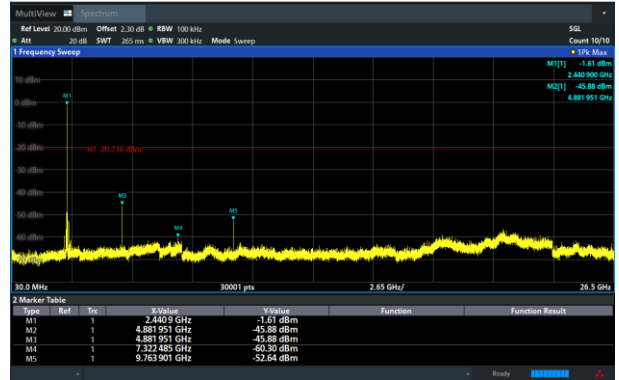 MultiView Spectrum
Ref Level 20.00 dBm Offset 2.30 dB RBW 100 kHz SGL
Att 20 dB SWT 265 ms VBW 300 kHz Mode Sweep Count 10/10
1 Frequency Sweep 1Pk Max
M1[1] -1.61 dBm
2.440 900 GHz
M2[1] -45.88 dBm
4.881 951 GHz
10 dBm
M1
0 dBm
-10 dBm
-20 dBm
H1 -20.716 dBm
-30 dBm
-40 dBm
M3
-50 dBm
M5
M4
-60 dBm
30.0 MHz 30001 pts 2.65 GHz/ 26.5 GHz
2 Marker Table
Type Ref Trc X-Value Y-Value Function Function Result
M1 1 2.440 9 GHz -1.61 dBm
M2 1 4.881 951 GHz -45.88 dBm
M3 1 4.881 951 GHz -45.88 dBm
M4 1 7.322 485 GHz -60.30 dBm
M5 1 9.763 901 GHz -52.64 dBm
Ready